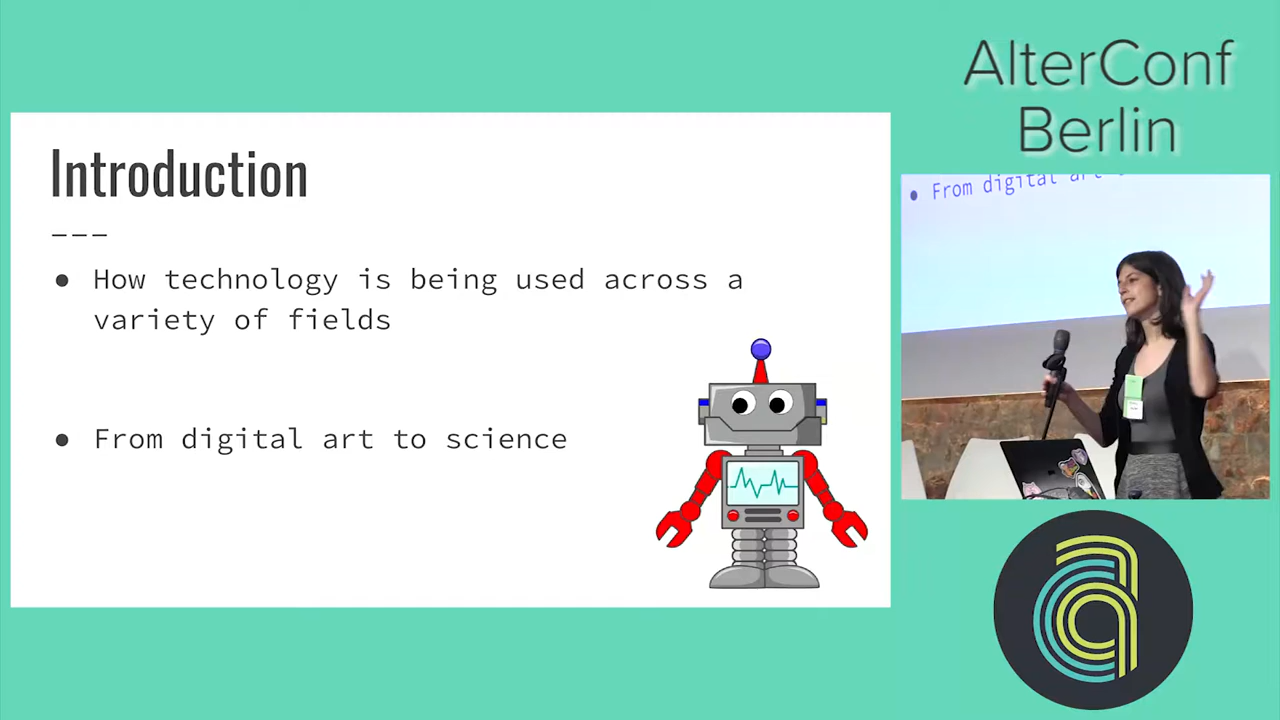 AlterConf
Berlin
Introduction
---
● How technology is being used across a
variety of fields
● From digital art to science
● From digital art